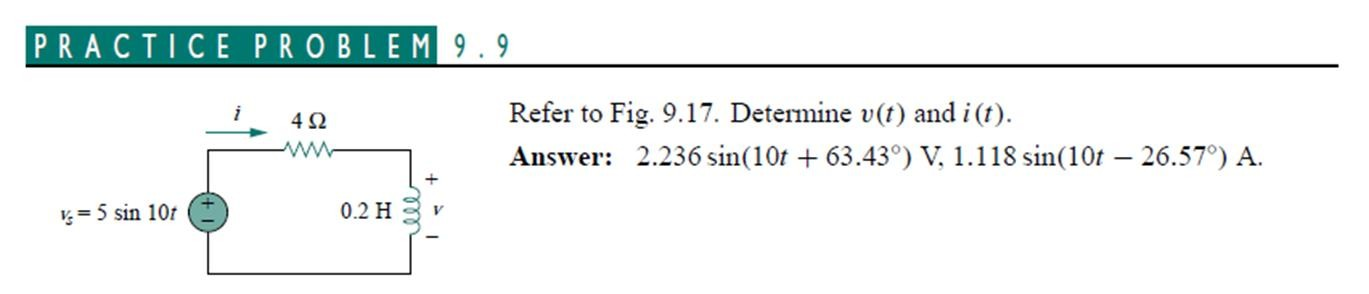 PRACTICE PROBLEM 9.9
Refer to Fig. 9.17. Determine v(t) and i(t).
Answer: 2.236 sin(10t + 63.43°) V, 1.118 sin(10t − 26.57°) A.
i
4 Ω
vs = 5 sin 10t
+
−
0.2 H
+
v
−